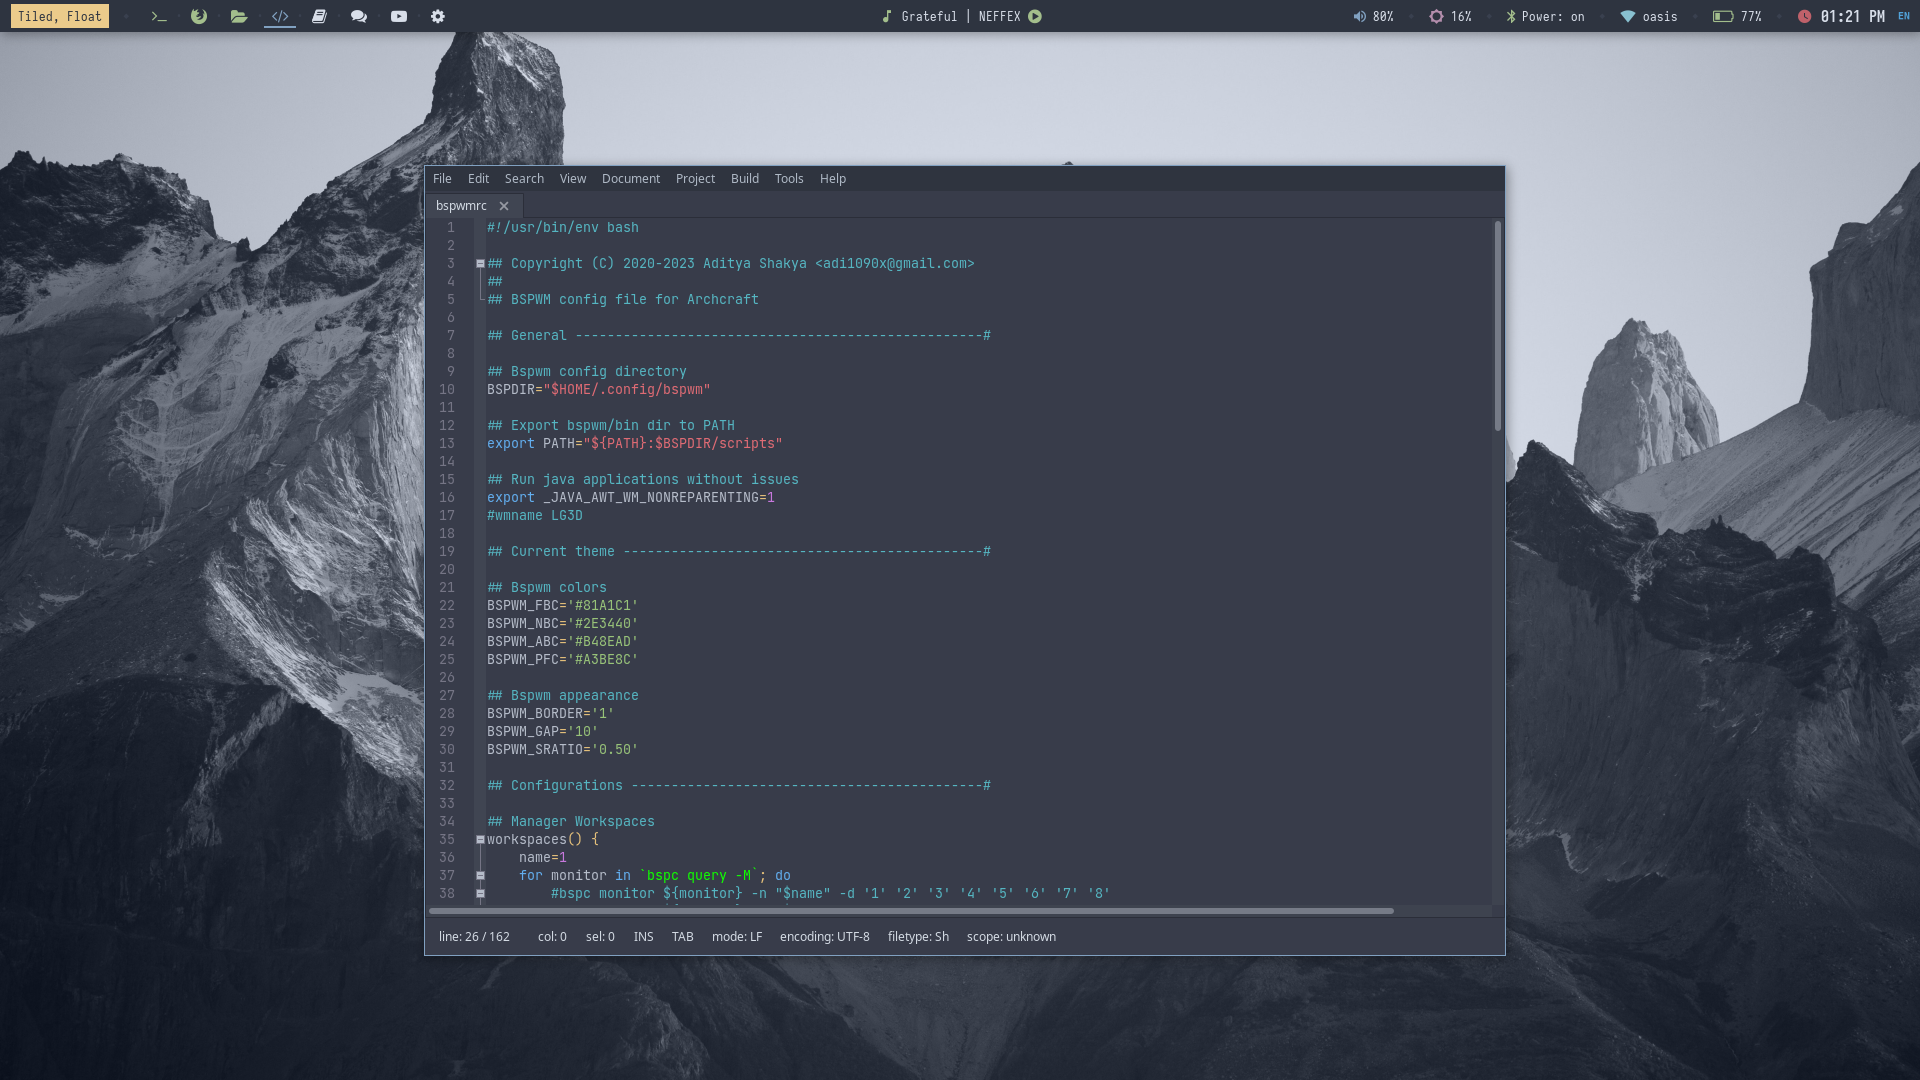 Tiled, Float
Grateful | NEFFEX
80%
16%
Power: on
oasis
77%
01:21 PM
EN
File Edit Search View Document Project Build Tools Help
bspwmrc
1 #!/usr/bin/env bash
2
3 ## Copyright (C) 2020-2023 Aditya Shakya <adi1090x@gmail.com>
4 ##
5 ## BSPWM config file for Archcraft
6
7 ## General ---------------------------------------------------#
8
9 ## Bspwm config directory
10 BSPDIR="$HOME/.config/bspwm"
11
12 ## Export bspwm/bin dir to PATH
13 export PATH="${PATH}:$BSPDIR/scripts"
14
15 ## Run java applications without issues
16 export _JAVA_AWT_WM_NONREPARENTING=1
17 #wmname LG3D
18
19 ## Current theme ---------------------------------------------#
20
21 ## Bspwm colors
22 BSPWM_FBC='#81A1C1'
23 BSPWM_NBC='#2E3440'
24 BSPWM_ABC='#B48EAD'
25 BSPWM_PFC='#A3BE8C'
26
27 ## Bspwm appearance
28 BSPWM_BORDER='1'
29 BSPWM_GAP='10'
30 BSPWM_SRATIO='0.50'
31
32 ## Configurations --------------------------------------------#
33
34 ## Manager Workspaces
35 workspaces() {
36     name=1
37     for monitor in `bspc query -M`; do
38         #bspc monitor ${monitor} -n "$name" -d '1' '2' '3' '4' '5' '6' '7' '8'
line: 26 / 162 col: 0 sel: 0 INS TAB mode: LF encoding: UTF-8 filetype: Sh scope: unknown